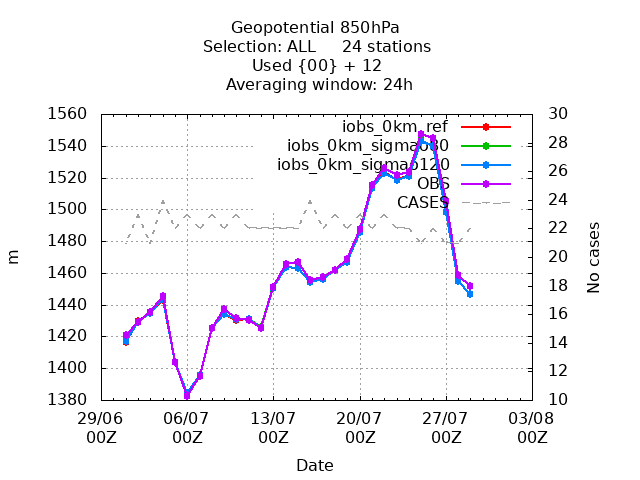 Geopotential 850hPa
Selection: ALL     24 stations
Used {00} + 12
Averaging window: 24h
1560 30
iobs_0km_ref
1540 28
iobs_0km_sigmao80
iobs_0km_sigmao120
1520 26
OBS
1500 24
CASES
1480 22
1460 20
1440 18
1420 16
1400 14
1380 10
12
m
No cases
29/06 06/07 13/07 20/07 27/07 03/08
00Z 00Z 00Z 00Z 00Z 00Z
Date